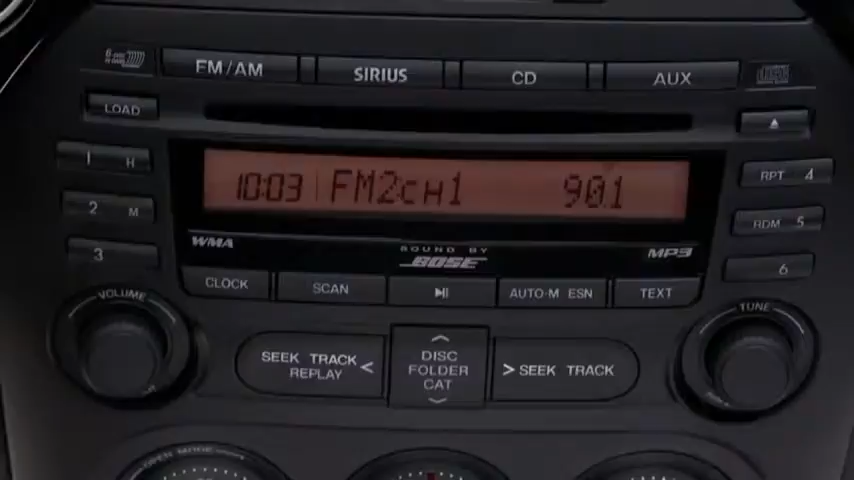 FM/AM
SIRIUS
CD
AUX
LOAD
1 H
10:03 FM2CH1 90.1
RPT 4
2 M
RDM 5
WMA
SOUND BY
BOSE
MP3
3
6
CLOCK
SCAN
AUTO-M ESN
TEXT
VOLUME
TUNE
SEEK TRACK
REPLAY <
DISC
FOLDER
CAT
> SEEK TRACK
OPEN MODE